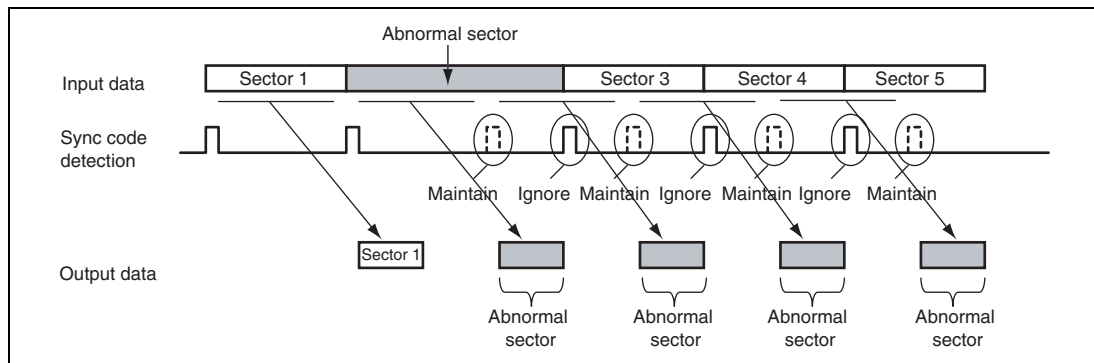 Abnormal sector
Input data
Sector 1
Sector 3
Sector 4
Sector 5
Sync code
detection
Maintain
Ignore
Maintain
Ignore
Maintain
Ignore
Maintain
Output data
Sector 1
Abnormal
sector
Abnormal
sector
Abnormal
sector
Abnormal
sector